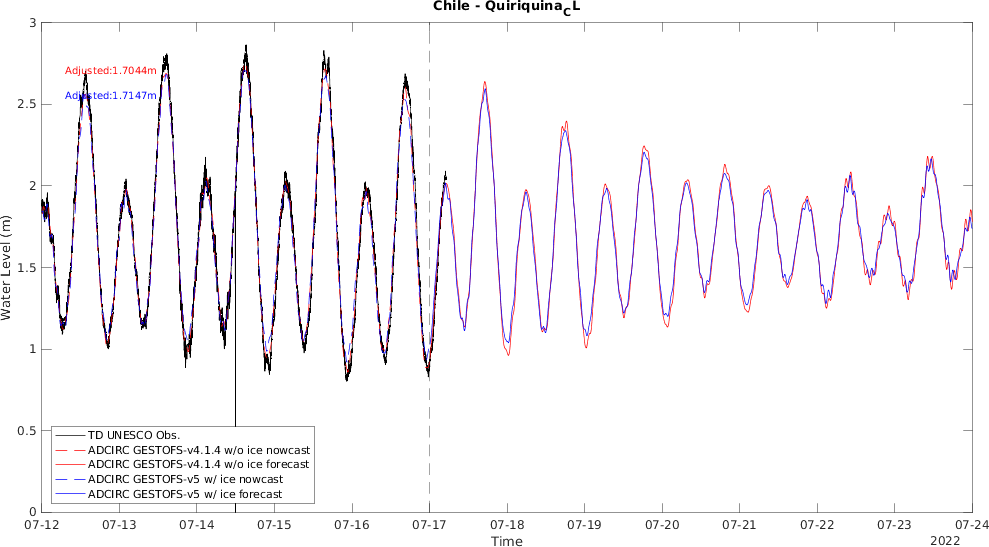 Chile - Quiriquina_CL
Adjusted:1.7044m
Adjusted:1.7147m
Water Level (m)
3
2.5
2
1.5
1
0.5
0
TD UNESCO Obs.
ADCIRC GESTOFS-v4.1.4 w/o ice nowcast
ADCIRC GESTOFS-v4.1.4 w/o ice forecast
ADCIRC GESTOFS-v5 w/ ice nowcast
ADCIRC GESTOFS-v5 w/ ice forecast
07-12 07-13 07-14 07-15 07-16 07-17 07-18 07-19 07-20 07-21 07-22 07-23 07-24
Time
2022